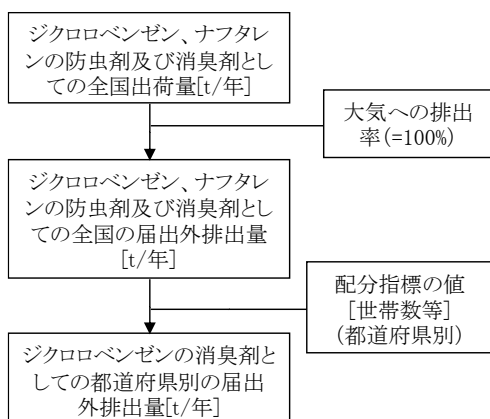 ジクロロベンゼン、ナフタレ
ンの防虫剤及び消臭剤とし
ての全国出荷量[t/年]
大気への排出
率(=100%)
ジクロロベンゼン、ナフタレ
ンの防虫剤及び消臭剤とし
ての全国の届出外排出量
[t/年]
配分指標の値
[世帯数等]
(都道府県別)
ジクロロベンゼンの消臭剤と
しての都道府県別の届出
外排出量[t/年]